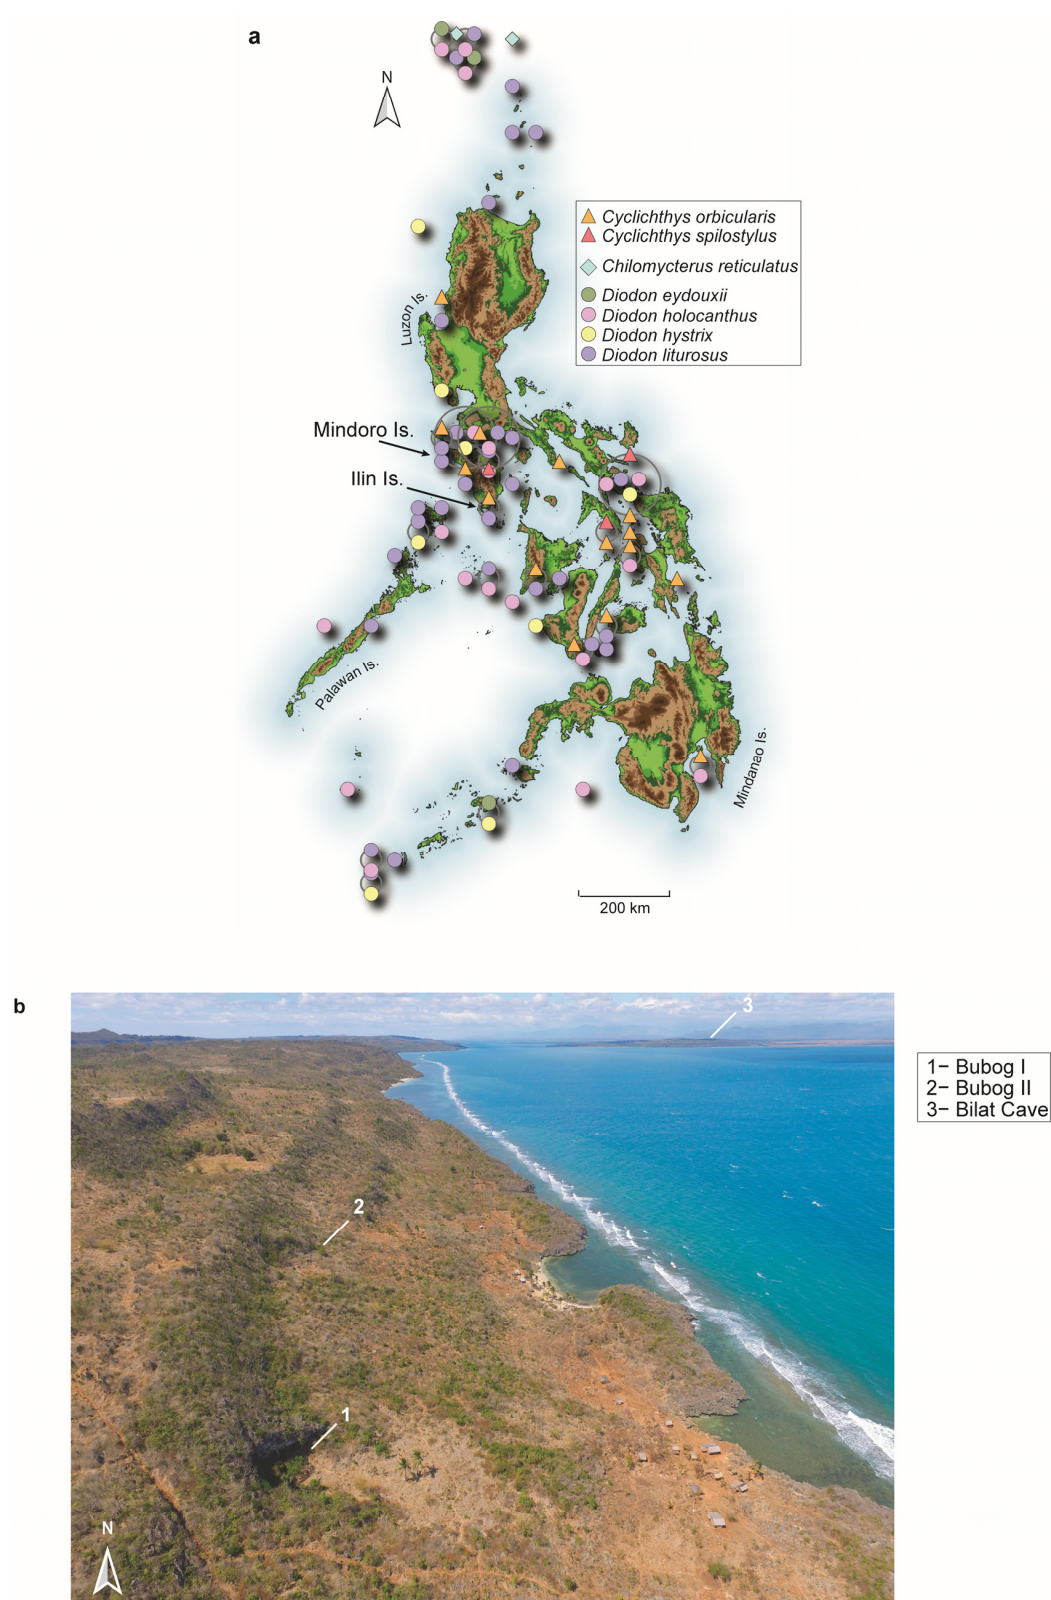 a
N
Cyclichthys orbicularis
Cyclichthys spilostylus
Chilomycterus reticulatus
Diodon eydouxii
Diodon holocanthus
Diodon hystrix
Diodon liturosus
Luzon Is.
Mindoro Is.
Ilin Is.
Palawan Is.
Mindanao Is.
200 km
b
3
1– Bubog I
2– Bubog II
3– Bilat Cave
2
1
N